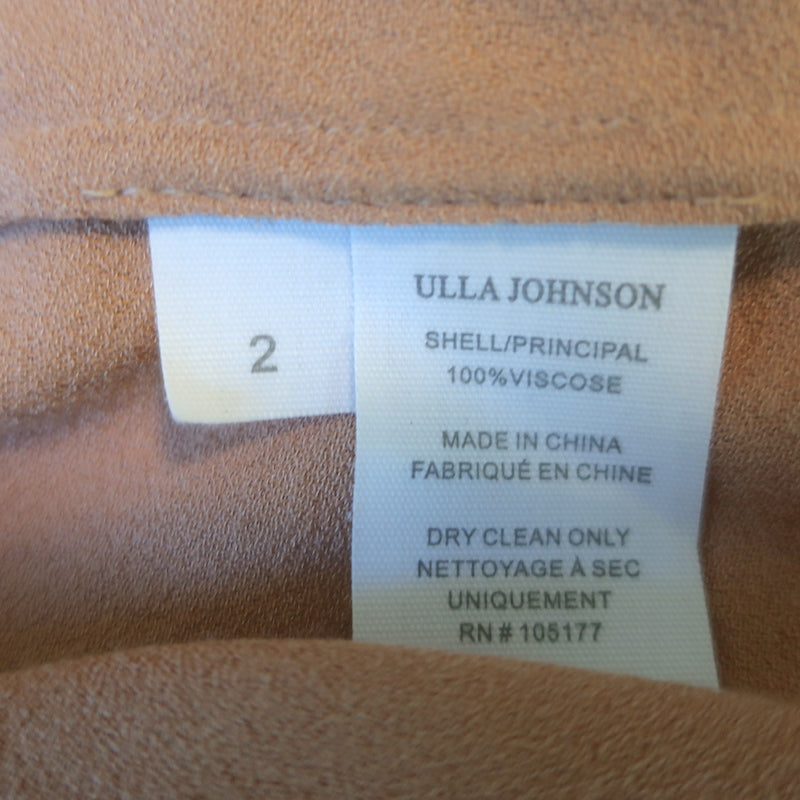 2
ULLA JOHNSON
SHELL/PRINCIPAL
100%VISCOSE
MADE IN CHINA
FABRIQUÉ EN CHINE
DRY CLEAN ONLY
NETTOYAGE À SEC
UNIQUEMENT
RN # 105177